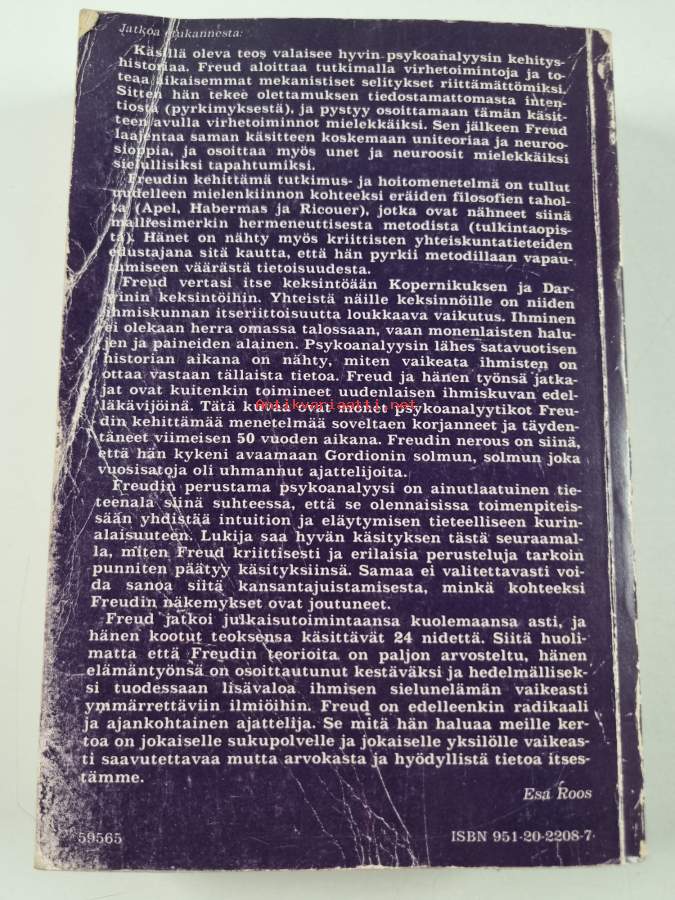 Jatkoa etukannesta:
Käsillä oleva teos valaisee hyvin psykoanalyysin kehitys-
historiaa. Freud aloittaa tutkimalla virhetoimintoja ja to-
teaa aikaisemmat mekanistiset selitykset riittämättömiksi.
Sitten hän tekee olettamuksen tiedostamattomasta inten-
tiosta (pyrkimyksestä), ja pystyy osoittamaan tämän käsit-
teen avulla virhetoiminnot mielekkäiksi. Sen jälkeen Freud
laajentaa saman käsitteen koskemaan uniteoriaa ja neuroo-
sioppia, ja osoittaa myös unet ja neuroosit mielekkäiksi
sielullisiksi tapahtumiksi.
Freudin kehittämä tutkimus- ja hoitomenetelmä on tullut
uudelleen mielenkiinnon kohteeksi eräiden filosofien tahol-
ta (Apel, Habermas ja Ricouer), jotka ovat nähneet siinä
malliesimerkin hermeneuttisesta metodista (tulkintaopis-
ta). Hänet on nähty myös kriittisten yhteiskuntatieteiden
edustajana sitä kautta, että hän pyrkii metodillaan vapau-
tumiseen väärästä tietoisuudesta.
Freud vertasi itse keksintöään Kopernikuksen ja Dar-
winin keksintöihin. Yhteistä näille keksinnöille on niiden
ihmiskunnan itseriittoisuutta loukkaava vaikutus. Ihminen
ei olekaan herra omassa talossaan, vaan monenlaisten halu-
jen ja paineiden alainen. Psykoanalyysin lähes satavuotisen
historian aikana on nähty, miten vaikeata ihmisten on
ottaa vastaan tällaista tietoa. Freud ja hänen työnsä jatka-
jat ovat kuitenkin toimineet uudenlaisen ihmiskuvan edel-
läkävijöinä. Tätä kuvaa ovat monet psykoanalyytikot Freu-
din kehittämää menetelmää soveltaen korjanneet ja täyden-
täneet viimeisen 50 vuoden aikana. Freudin nerous on siinä,
että hän kykeni avaamaan Gordionin solmun, solmun joka
vuosisatoja oli uhmannut ajattelijoita.
Freudin perustama psykoanalyysi on ainutlaatuinen tie-
teenala siinä suhteessa, että se olennaisissa toimenpiteis-
sään yhdistää intuition ja eläytymisen tieteelliseen kurin-
alaisuuteen. Lukija saa hyvän käsityksen tästä seuraamal-
la, miten Freud kriittisesti ja erilaisia perusteluja tarkoin
punniten päätyy käsityksiinsä. Samaa ei valitettavasti voi-
da sanoa siitä kansantajuistamisesta, minkä kohteeksi
Freudin näkemykset ovat joutuneet.
Freud jatkoi julkaisutoimintaansa kuolemaansa asti, ja
hänen kootut teoksensa käsittävät 24 nidettä. Siitä huoli-
matta että Freudin teorioita on paljon arvosteltu, hänen
elämäntyönsä on osoittautunut kestäväksi ja hedelmällisek-
si tuodessaan lisävaloa ihmisen sielunelämän vaikeasti
ymmärrettäviin ilmiöihin. Freud on edelleenkin radikaali
ja ajankohtainen ajattelija. Se mitä hän haluaa meille ker-
toa on jokaiselle sukupolvelle ja jokaiselle yksilölle vaikeas-
ti saavutettavaa mutta arvokasta ja hyödyllistä tietoa itses-
tämme.
Esa Roos
59565
ISBN 951-20-2208-7
Antikvariaatti.net